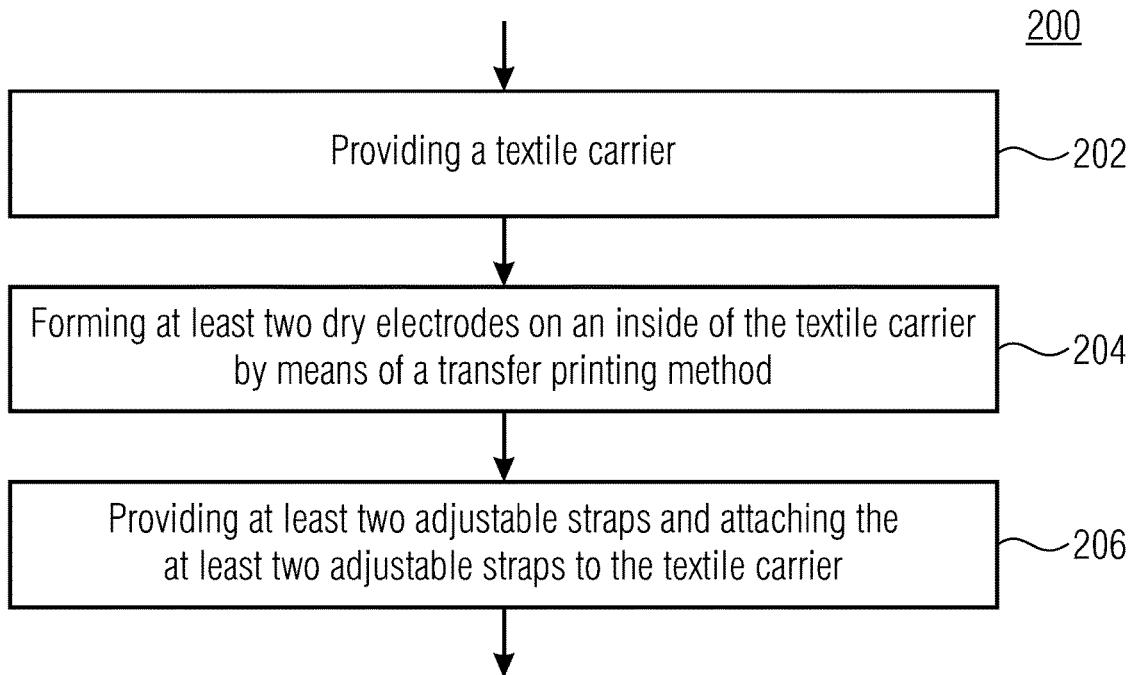 200
Providing a textile carrier
202
Forming at least two dry electrodes on an inside of the textile carrier
by means of a transfer printing method
204
Providing at least two adjustable straps and attaching the
at least two adjustable straps to the textile carrier
206